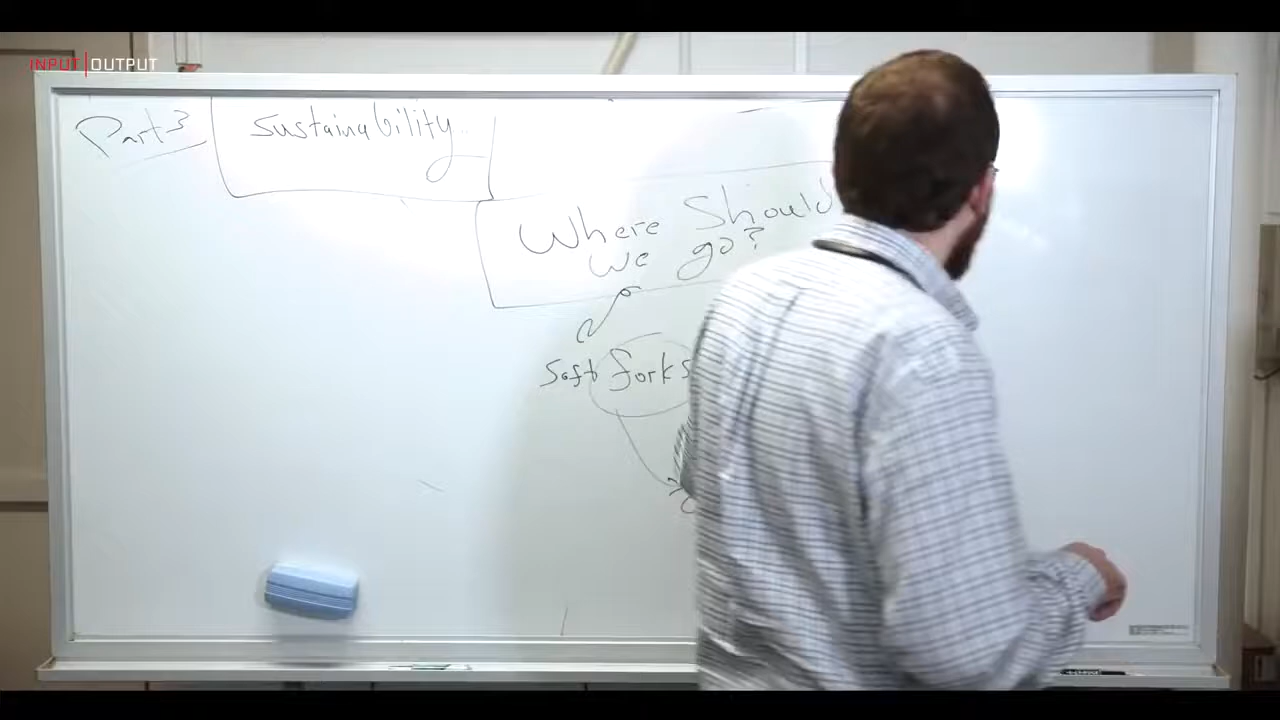 INPUT|OUTPUT
Part 3
Sustainability
Where Should
we go?
Soft forks